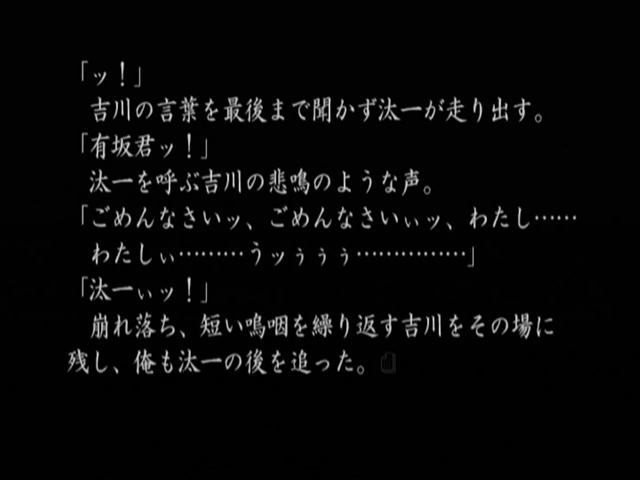 「ッ！」
吉川の言葉を最後まで聞かず汰一が走り出す。
「有坂君ッ！」
汰一を呼ぶ吉川の悲鳴のような声。
「ごめんなさいッ、ごめんなさいぃッ、わたし……
わたしぃ………うッぅぅぅ……………」
「汰一ぃッ！」
崩れ落ち、短い嗚咽を繰り返す吉川をその場に
残し、俺も汰一の後を追った。